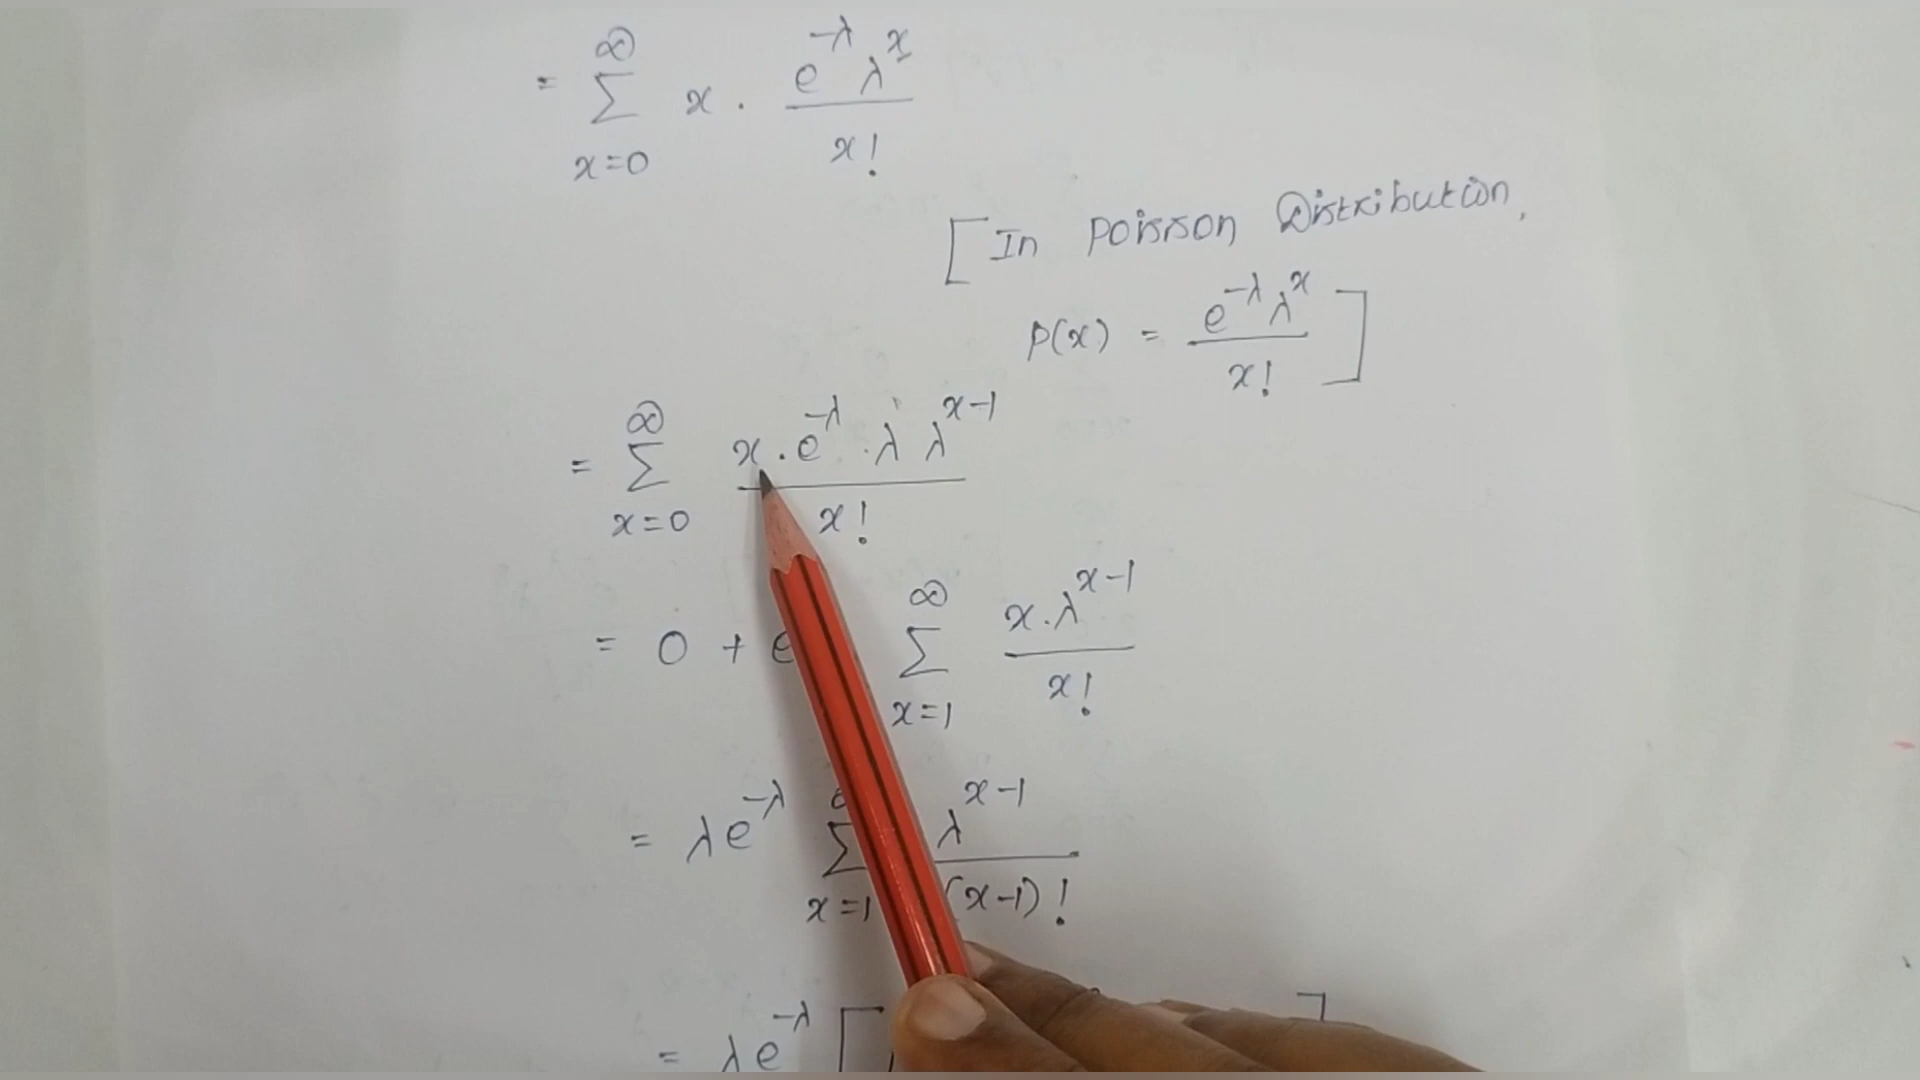 = ∞ Σ x=0 x . e^-λ λ^x / x!
[In Poisson Distribution,
P(x) = e^-λ λ^x / x! ]
= ∞ Σ x=0 x . e^-λ . λ λ^x-1 / x!
= 0 + e ∞ Σ x=1 x . λ^x-1 / x!
= λ e^-λ Σ x=1 λ^x-1 / (x-1)!
= λ e^-λ [ ]